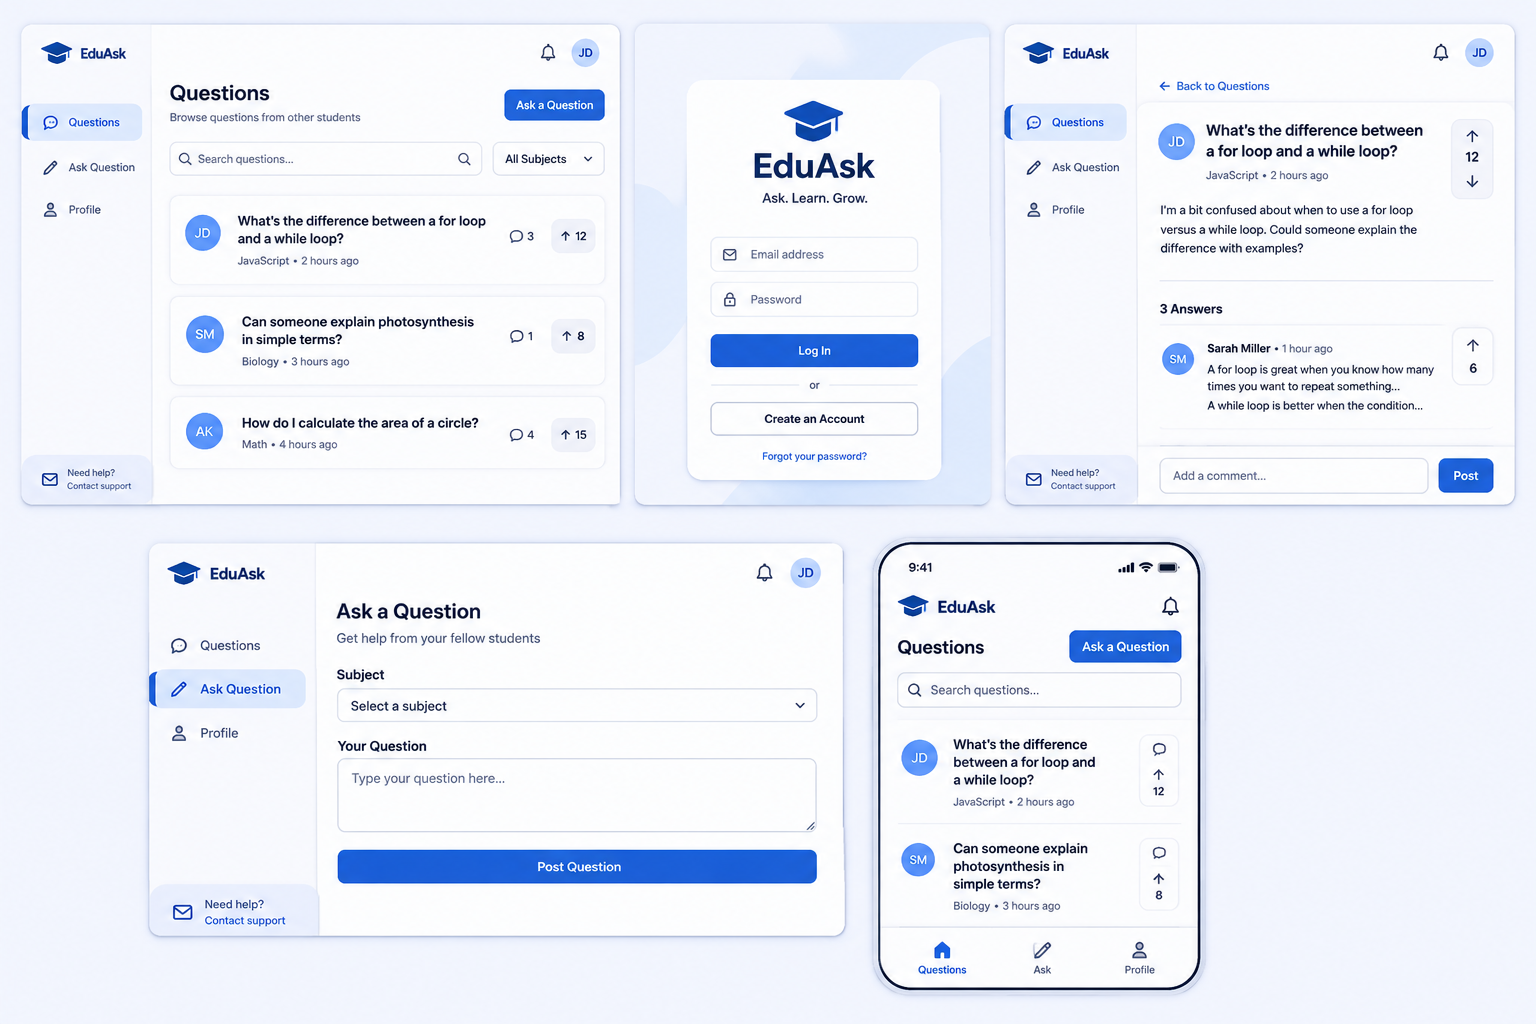 EduAsk
JD
Questions
Ask Question
Profile
Need help?
Contact support
Questions
Browse questions from other students
Ask a Question
Search questions...
All Subjects
JD
What's the difference between a for loop
and a while loop?
JavaScript • 2 hours ago
3
12
SM
Can someone explain photosynthesis
in simple terms?
Biology • 3 hours ago
1
8
AK
How do I calculate the area of a circle?
Math • 4 hours ago
4
15
EduAsk
Ask. Learn. Grow.
Email address
Password
Log In
or
Create an Account
Forgot your password?
EduAsk
JD
Questions
Ask Question
Profile
Need help?
Contact support
Back to Questions
JD
What's the difference between
a for loop and a while loop?
JavaScript • 2 hours ago
12
I'm a bit confused about when to use a for loop
versus a while loop. Could someone explain the
difference with examples?
3 Answers
SM
Sarah Miller • 1 hour ago
A for loop is great when you know how many
times you want to repeat something...
A while loop is better when the condition...
6
Add a comment...
Post
EduAsk
JD
Questions
Ask Question
Profile
Need help?
Contact support
Ask a Question
Get help from your fellow students
Subject
Select a subject
Your Question
Type your question here...
Post Question
9:41
EduAsk
Questions
Ask a Question
Search questions...
JD
What's the difference
between a for loop and
a while loop?
JavaScript • 2 hours ago
12
SM
Can someone explain
photosynthesis in
simple terms?
Biology • 3 hours ago
8
Questions
Ask
Profile